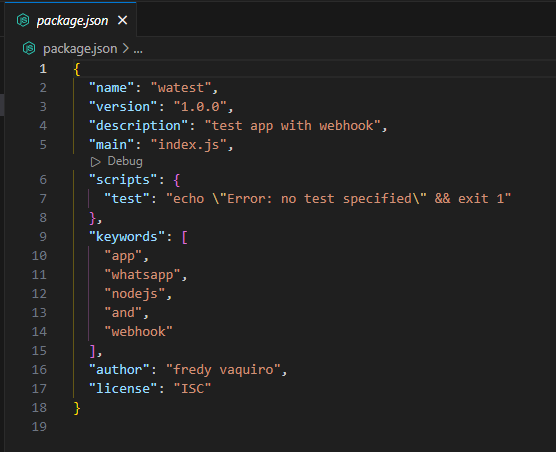 package.json
package.json > ...
1 {
2 "name": "watest",
3 "version": "1.0.0",
4 "description": "test app with webhook",
5 "main": "index.js",
Debug
6 "scripts": {
7 "test": "echo \"Error: no test specified\" && exit 1"
8 },
9 "keywords": [
10 "app",
11 "whatsapp",
12 "nodejs",
13 "and",
14 "webhook"
15 ],
16 "author": "fredy vaquiro",
17 "license": "ISC"
18 }
19